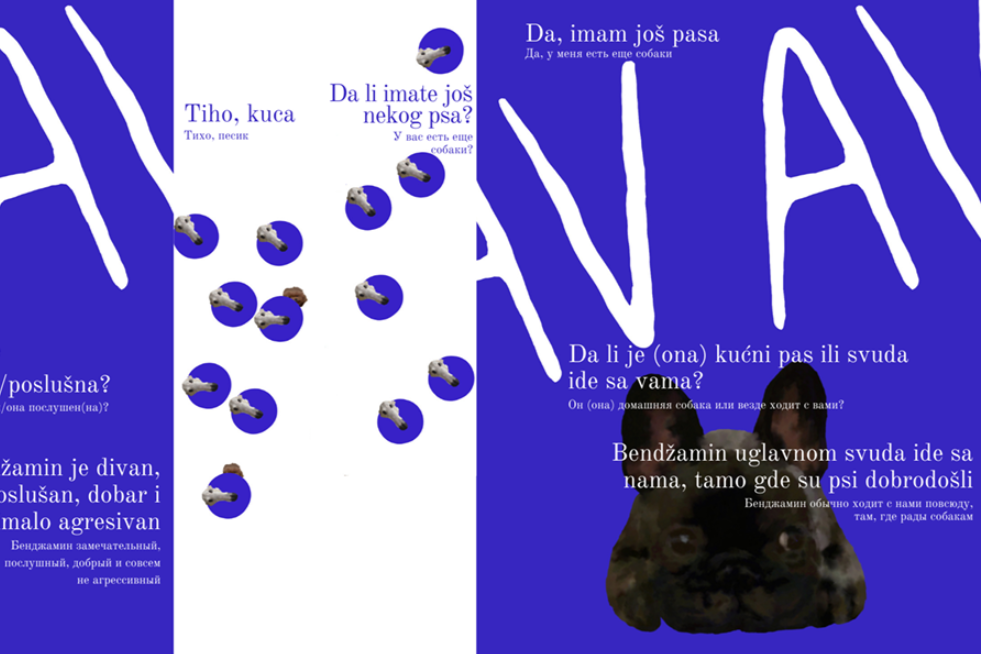 AV
/poslušna?
/она послушен(на)?
žamin je divan,
oslušan, dobar i
malo agresivan
Бенджамин замечательный,
послушный, добрый и совсем
не агрессивный
Tiho, kuca
Тихо, песик
Da li imate još
nekog psa?
У вас есть еще
собаки?
Da, imam još pasa
Да, у меня есть еще собаки
AVAV
Da li je (ona) kućni pas ili svuda
ide sa vama?
Он (она) домашняя собака или везде ходит с вами?
Bendžamin uglavnom svuda ide sa
nama, tamo gde su psi dobrodošli
Бенджамин обычно ходит с нами повсюду,
там, где рады собакам